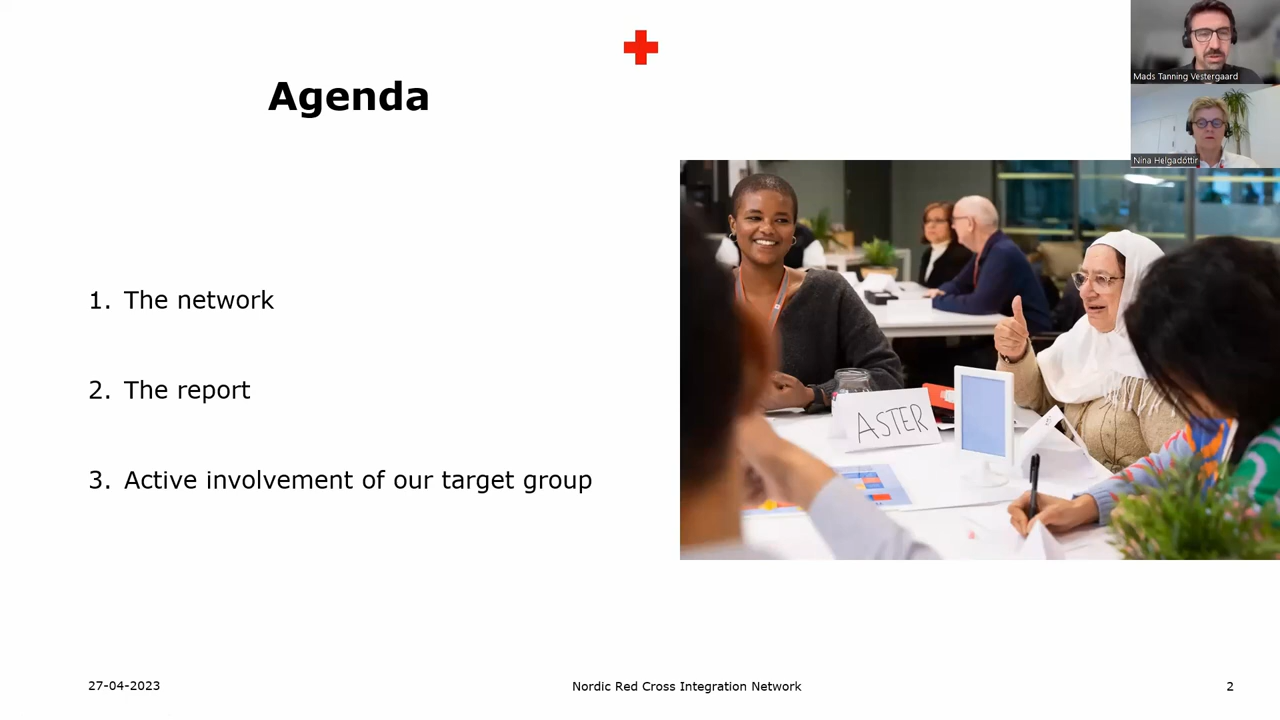 Agenda
Mads Tanning Vestergaard
Nína Helgadóttir
1. The network
2. The report
3. Active involvement of our target group
ASTER
27-04-2023
Nordic Red Cross Integration Network
2